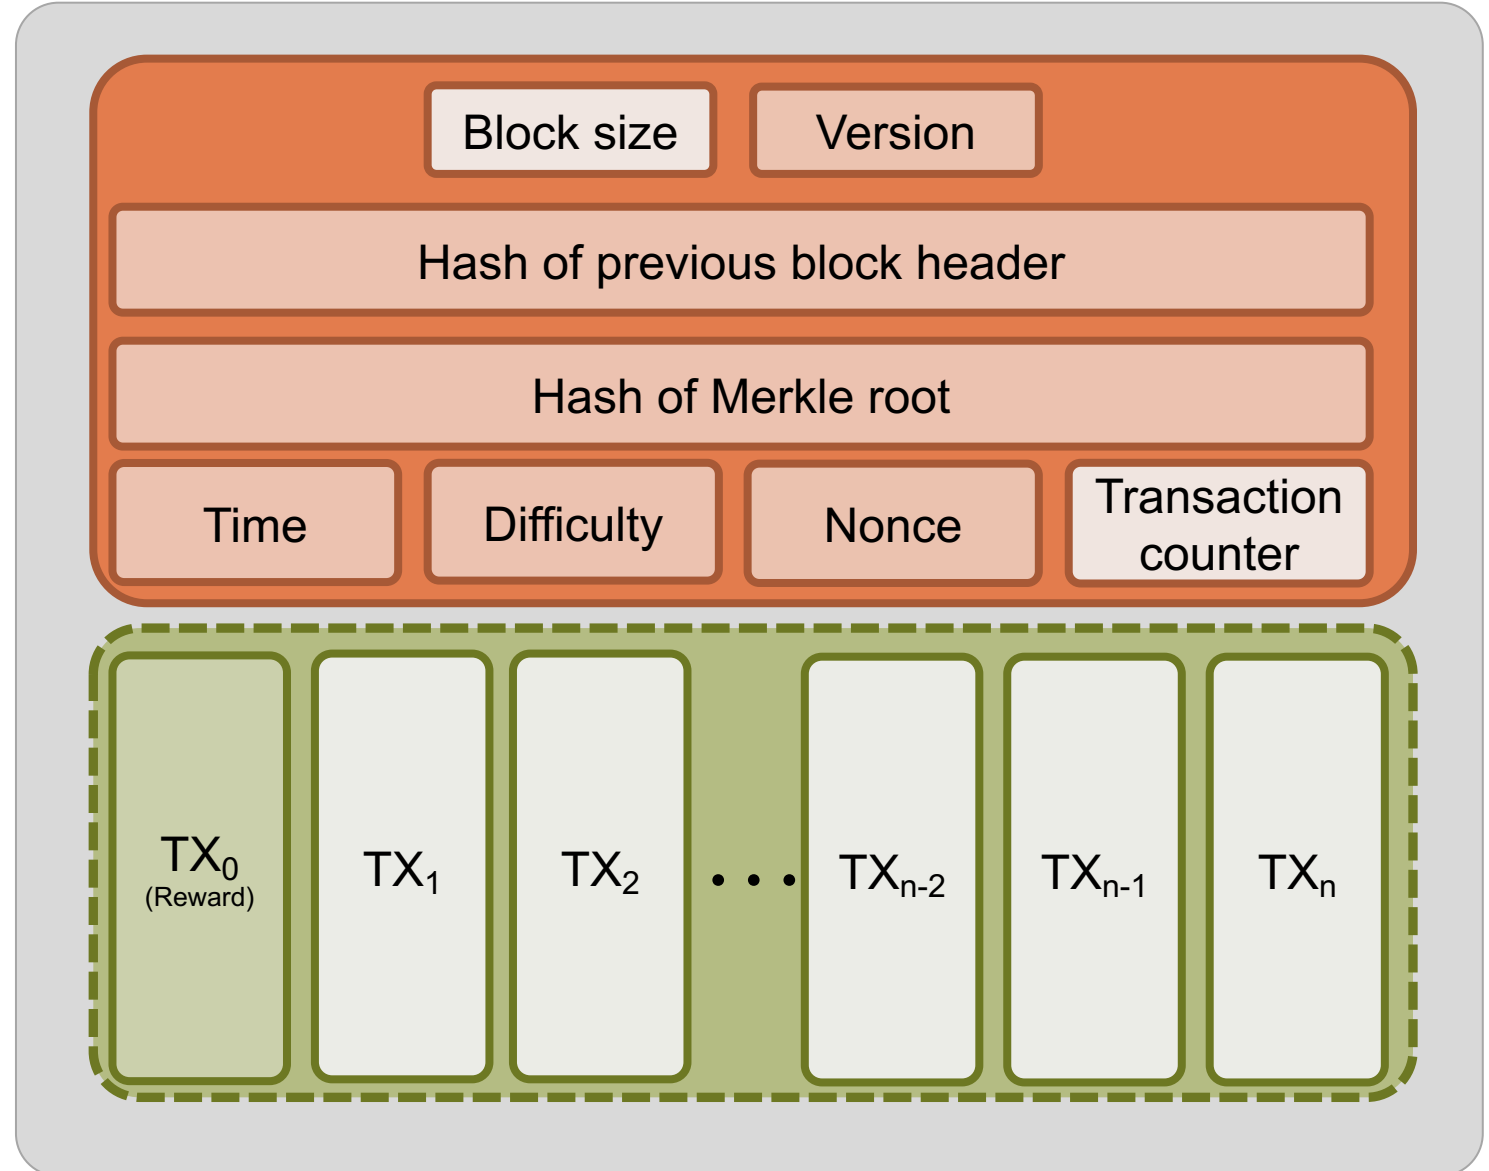 Block size
Version
Hash of previous block header
Hash of Merkle root
Time
Difficulty
Nonce
Transaction
counter
TX₀
(Reward)
TX₁
TX₂
...
TXₙ₋₂
TXₙ₋₁
TXₙ